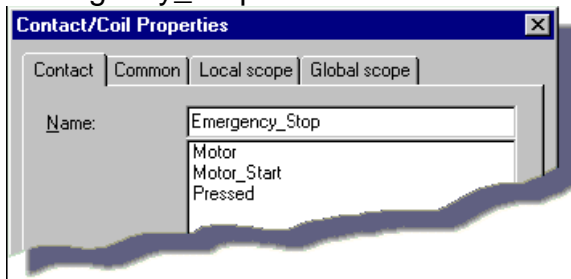 Contact/Coil Properties
Contact Common Local scope Global scope
Name: Emergency_Stop
Motor
Motor_Start
Pressed